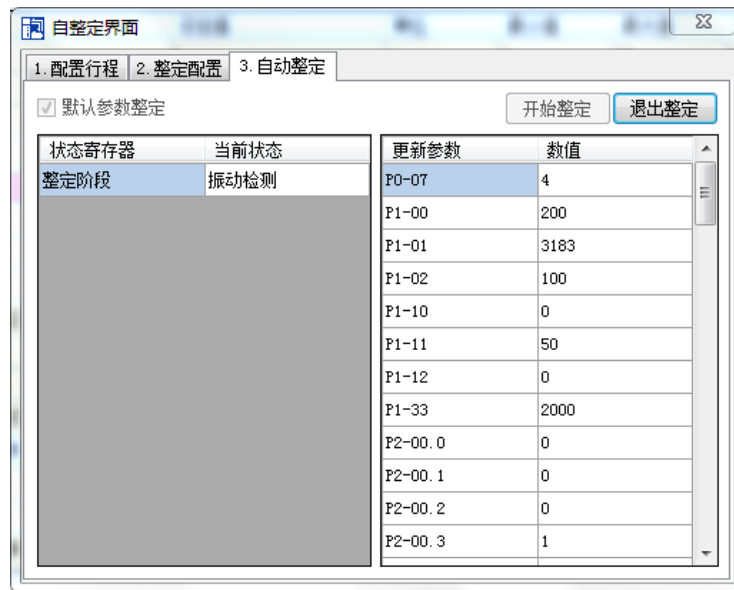 自整定界面
1.配置行程 2.整定配置 3.自动整定
默认参数整定 开始整定 退出整定
状态寄存器 当前状态 更新参数 数值
整定阶段 振动检测 P0-07 4
P1-00 200
P1-01 3183
P1-02 100
P1-10 0
P1-11 50
P1-12 0
P1-33 2000
P2-00.0 0
P2-00.1 0
P2-00.2 0
P2-00.3 1